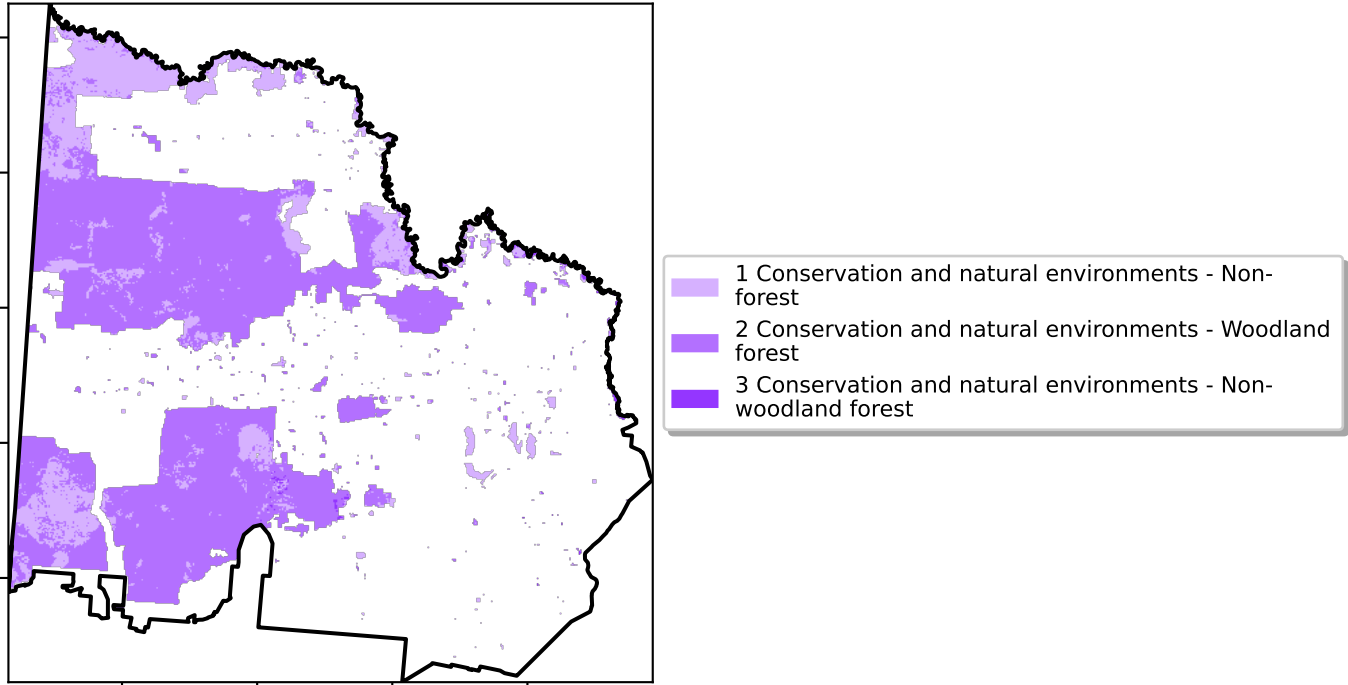 1 Conservation and natural environments - Non-
forest
2 Conservation and natural environments - Woodland
forest
3 Conservation and natural environments - Non-
woodland forest